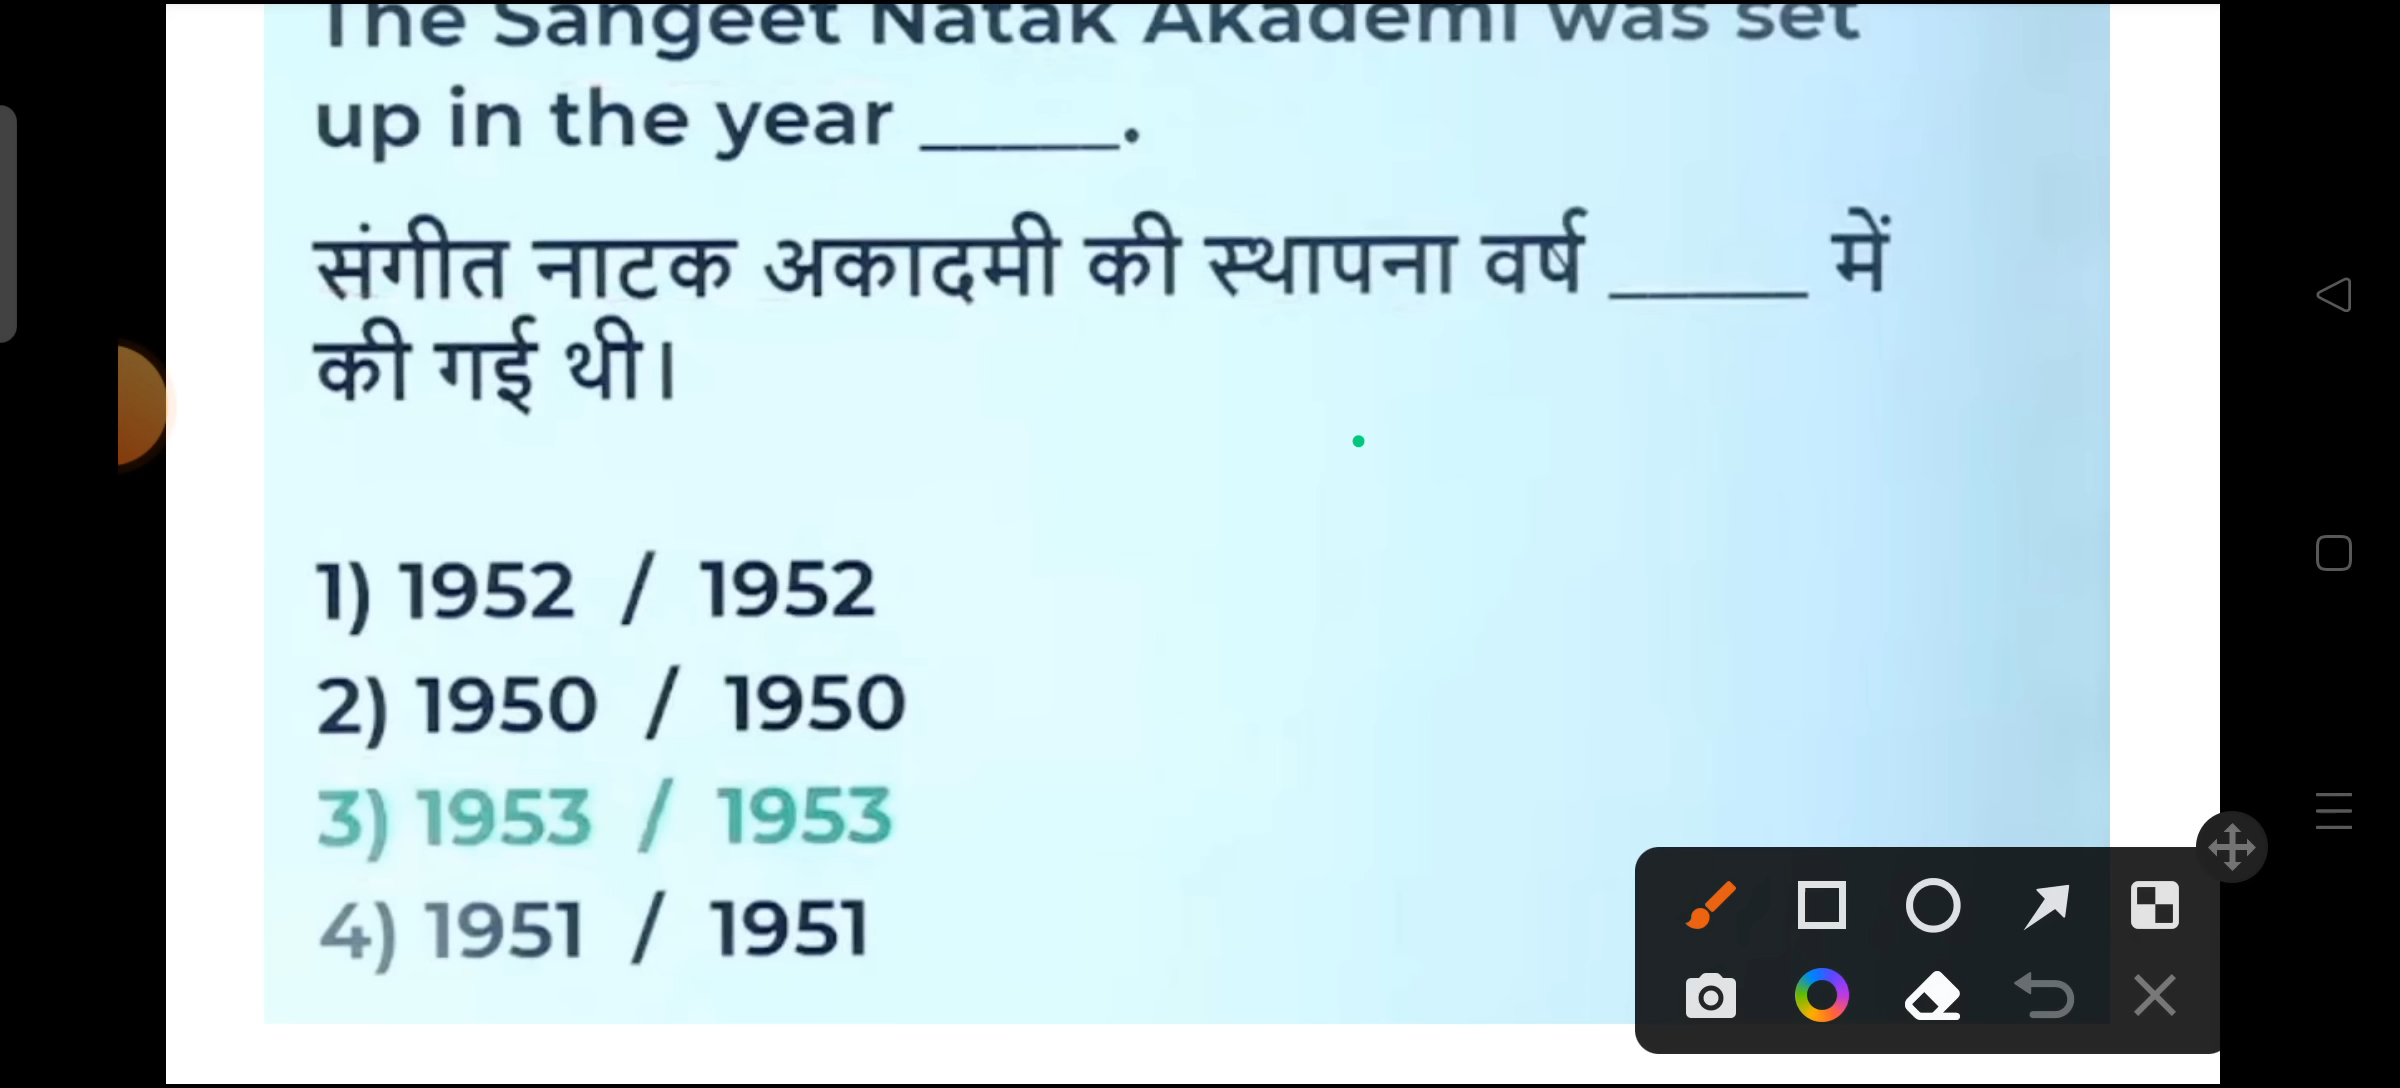 The Sangeet Natak Akademi was set
up in the year _____.
संगीत नाटक अकादमी की स्थापना वर्ष _____ में
की गई थी।
1) 1952 / 1952
2) 1950 / 1950
3) 1953 / 1953
4) 1951 / 1951